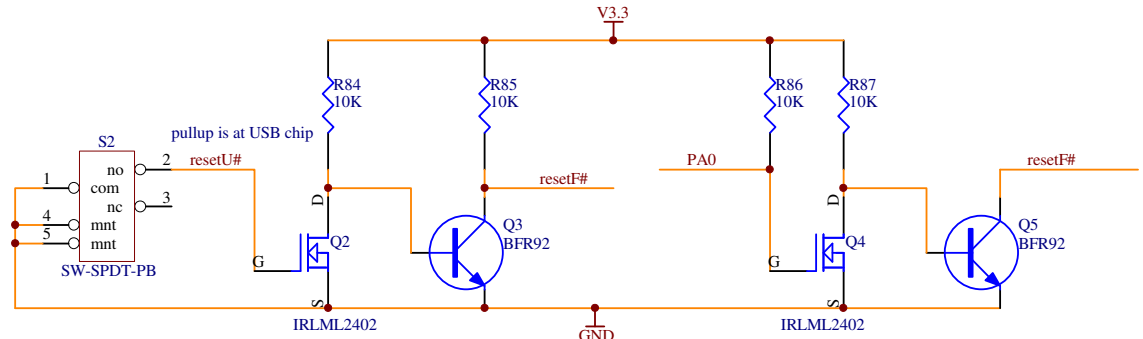 V3.3
R84
10K
R85
10K
R86
10K
R87
10K
pullup is at USB chip
S2
1
no
2
resetU#
com
nc
3
4
mnt
5
mnt
SW-SPDT-PB
resetF#
PA0
resetF#
D
G
S
Q2
IRLML2402
Q3
BFR92
GND
D
G
S
Q4
IRLML2402
Q5
BFR92